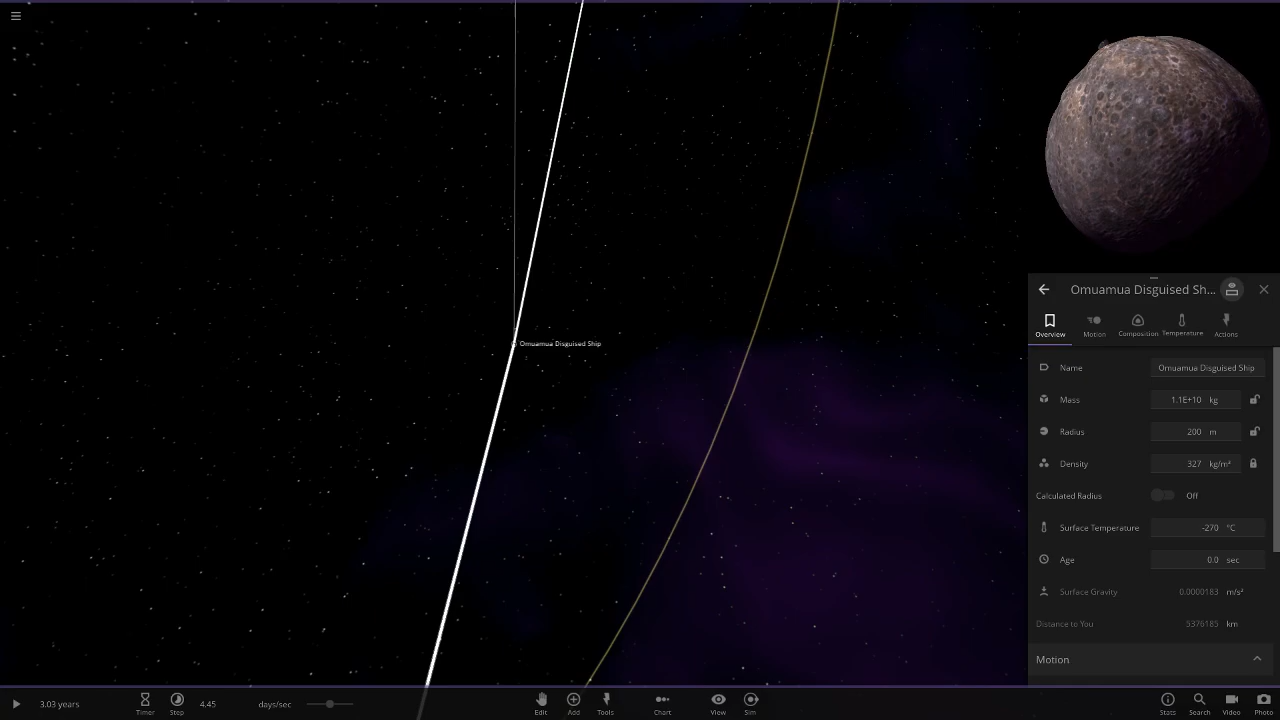 Omuamua Disguised Ship
Omuamua Disguised Sh...
Overview
Motion
Composition
Temperature
Actions
Name Omuamua Disguised Ship
Mass 1.1E+10 kg
Radius 200 m
Density 327 kg/m³
Calculated Radius Off
Surface Temperature -270 °C
Age 0.0 sec
Surface Gravity 0.0000183 m/s²
Distance to You 5376185 km
Motion
3.03 years
Timer
Step
4.45 days/sec
Edit
Add
Tools
Chart
View
Sim
Stats
Search
Video
Photo